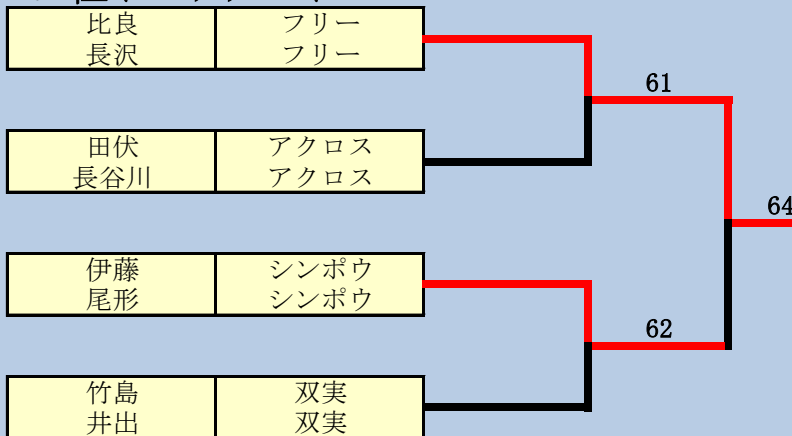 比良 フリー
長沢 フリー
61
田伏 アクロス
長谷川 アクロス
64
伊藤 シンポウ
尾形 シンポウ
62
竹島 双実
井出 双実